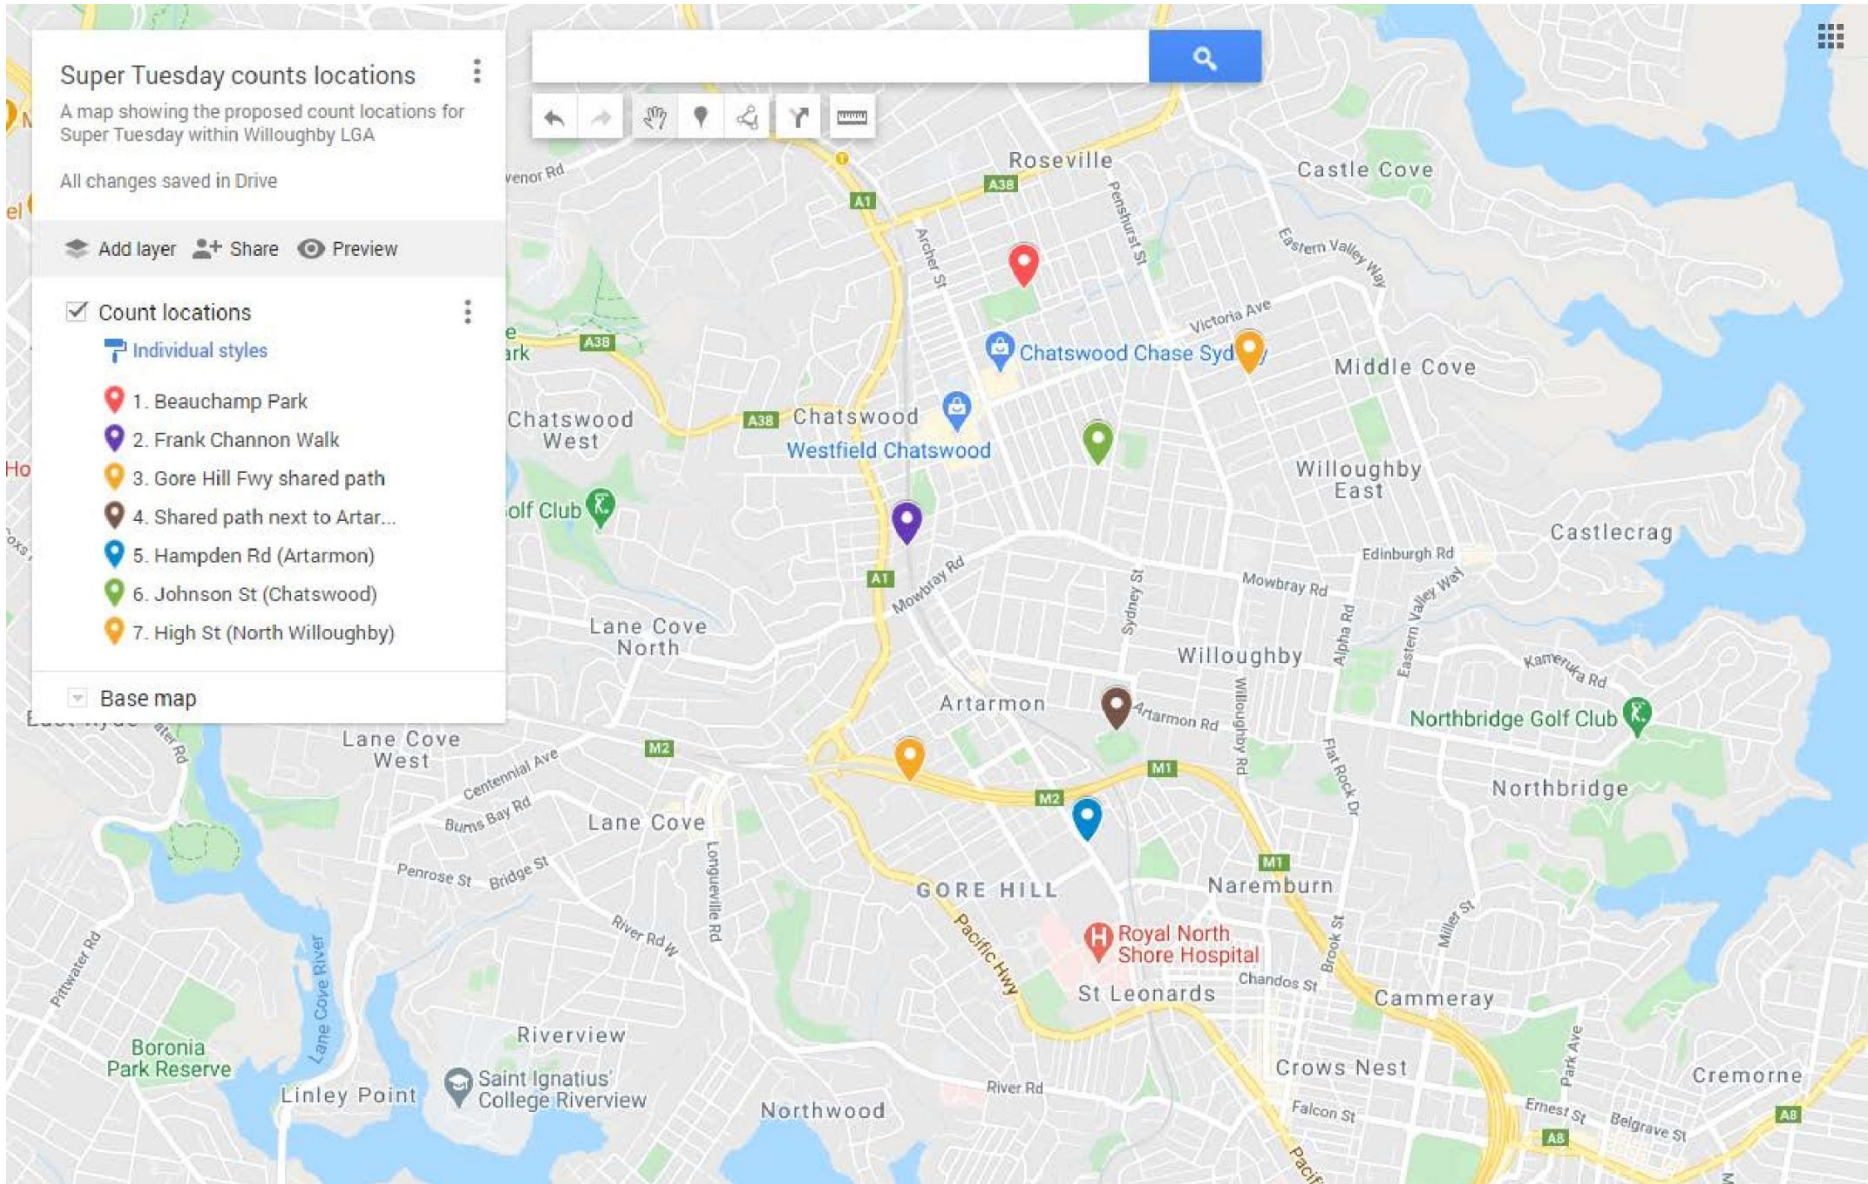 Super Tuesday counts locations
A map showing the proposed count locations for
Super Tuesday within Willoughby LGA
All changes saved in Drive
Add layer
Share
Preview
Count locations
Individual styles
1. Beauchamp Park
2. Frank Channon Walk
3. Gore Hill Fwy shared path
4. Shared path next to Artar...
5. Hampden Rd (Artarmon)
6. Johnson St (Chatswood)
7. High St (North Willoughby)
Base map
venor Rd
Roseville
A38
A1
Castle Cove
Penshurst St
Archer St
Eastern Valley Way
Victoria Ave
A38
ark
Chatswood Chase Syd
Middle Cove
Chatswood
West
A38
Chatswood
Westfield Chatswood
Willoughby
East
olf Club
Castlecrag
Edinburgh Rd
A1
Mowbray Rd
Mowbray Rd
Sydney St
Alpha Rd
Eastern Valley Way
Lane Cove
North
Willoughby
Kameruka Rd
Artarmon
Artarmon Rd
Willoughby Rd
Northbridge Golf Club
Lane Cove
West
M2
Centennial Ave
M1
Flat Rock Dr
Northbridge
M2
Burns Bay Rd
Lane Cove
Longueville Rd
Penrose St
Bridge St
GORE HILL
M1
Naremburn
Miller St
River Rd W
Pacific Hwy
Royal North
Shore Hospital
Brook St
Chandos St
Pittwater Rd
Lane Cove River
St Leonards
Cammeray
Riverview
Boronia
Park Reserve
Park Ave
Crows Nest
Cremorne
Linley Point
Saint Ignatius'
College Riverview
Northwood
River Rd
Falcon St
Ernest St
Belgrave St
A8
A8
Pacif